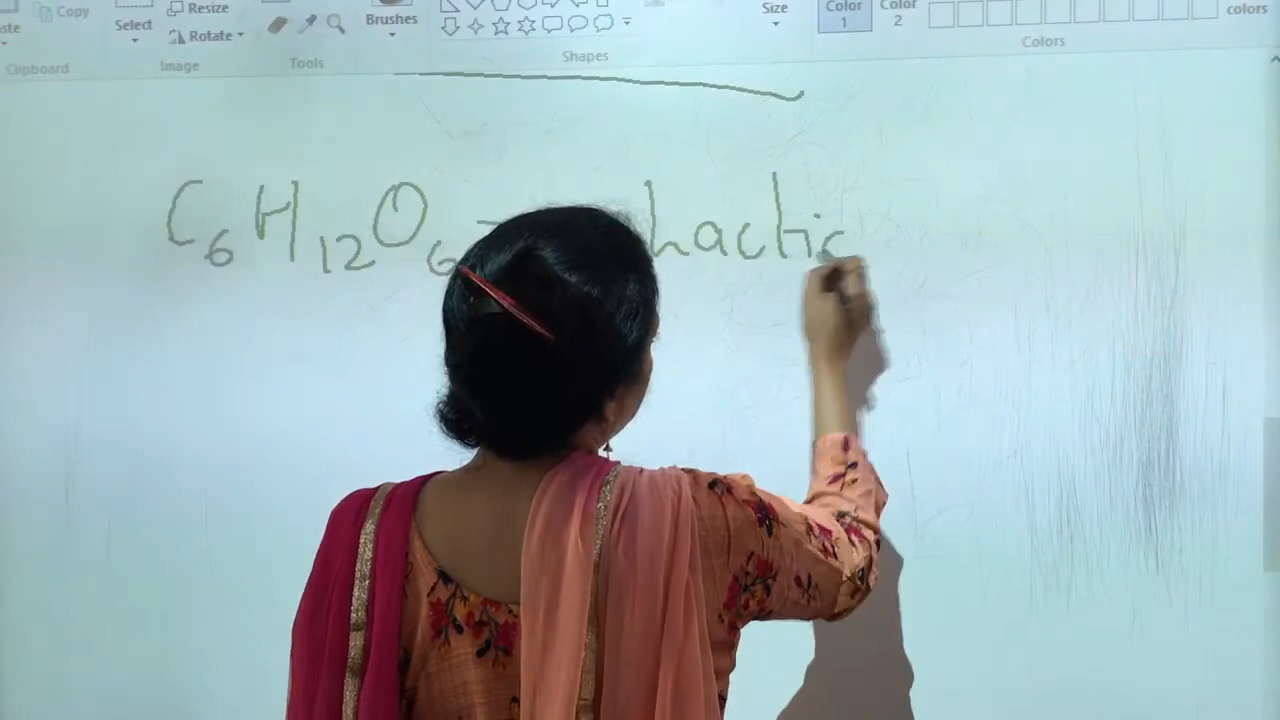 Copy
Resize
Select
Rotate
Brushes
Size
Color 1
Color 2
colors
Clipboard
Image
Tools
Shapes
Colors
C6H12O6 Lactic